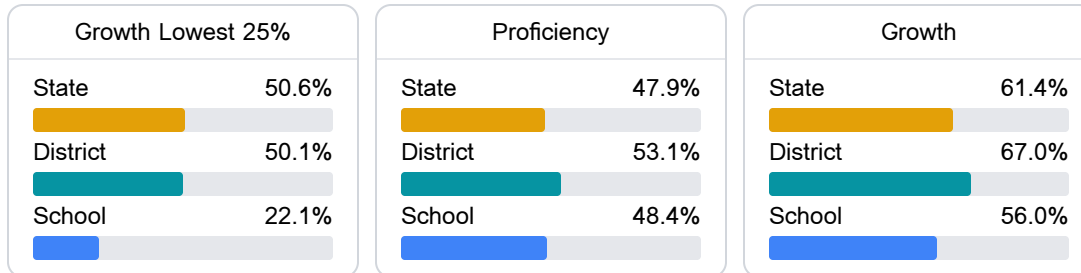 Growth Lowest 25%
State 50.6%
District 50.1%
School 22.1%
Proficiency
State 47.9%
District 53.1%
School 48.4%
Growth
State 61.4%
District 67.0%
School 56.0%